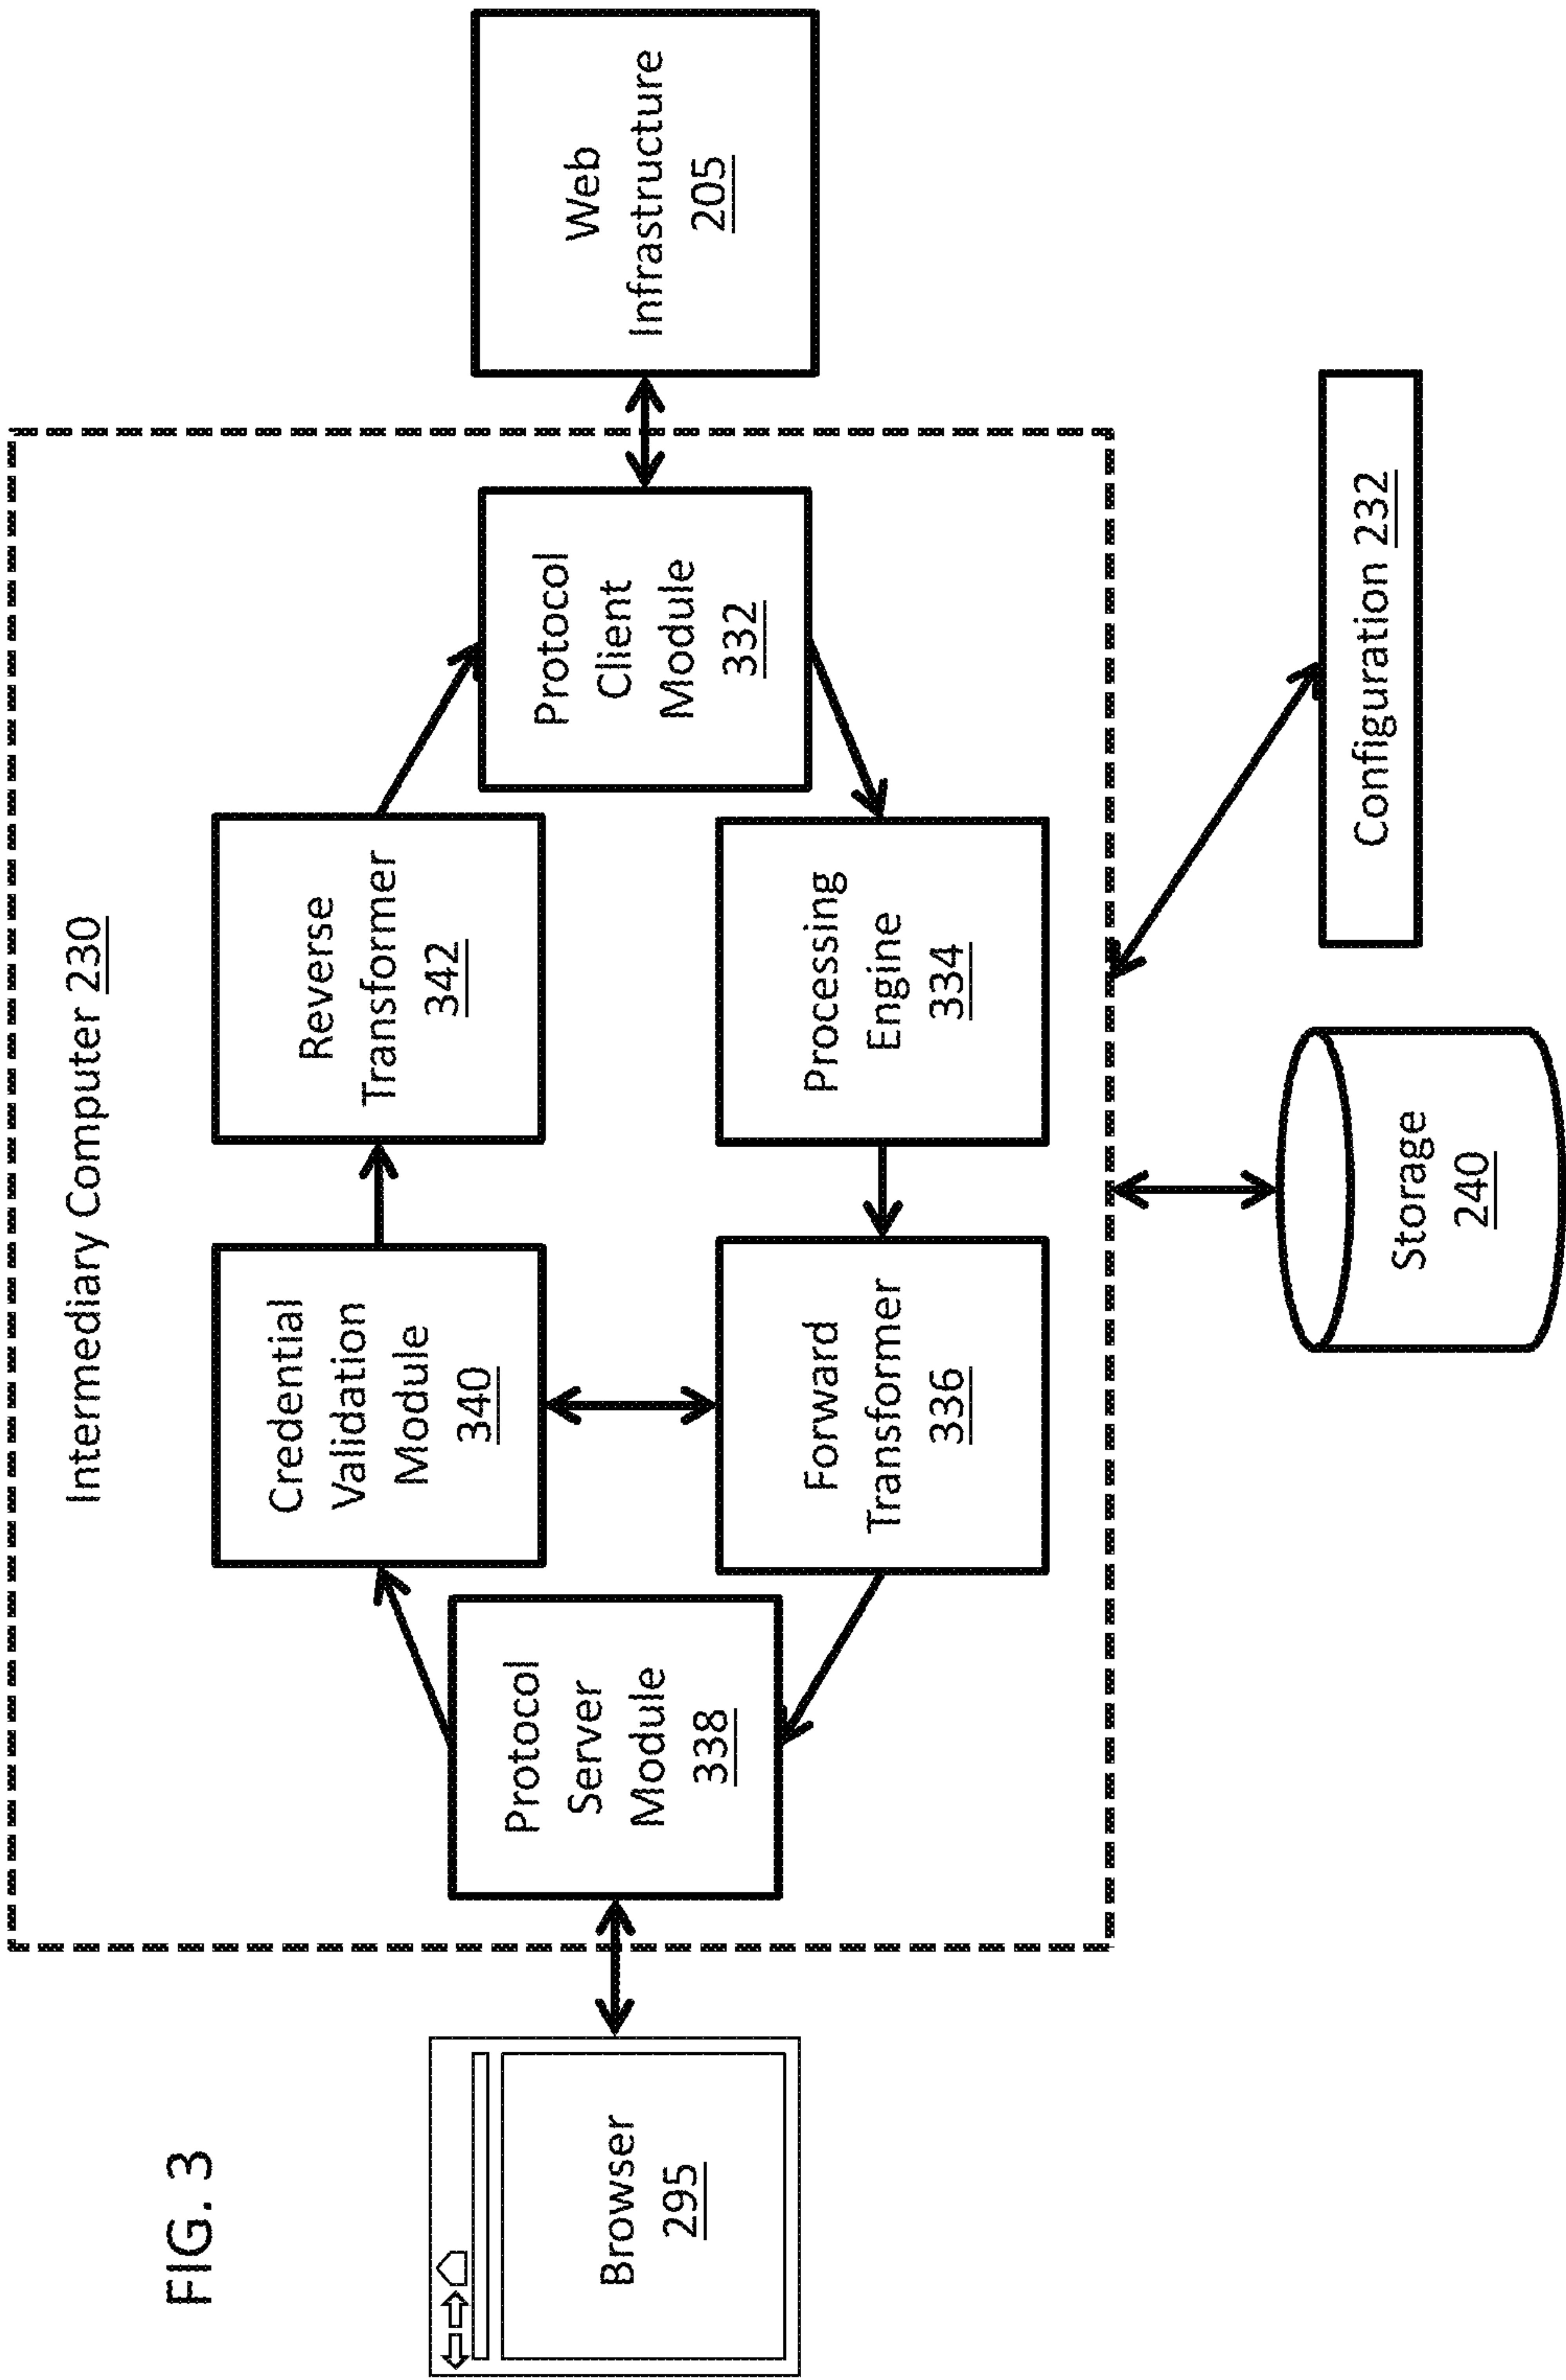 FIG. 3
Intermediary Computer 230
Browser
295
Protocol
Server
Module
338
Credential
Validation
Module
340
Reverse
Transformer
342
Forward
Transformer
336
Processing
Engine
334
Protocol
Client
Module
332
Web
Infrastructure
205
Storage
240
Configuration 232